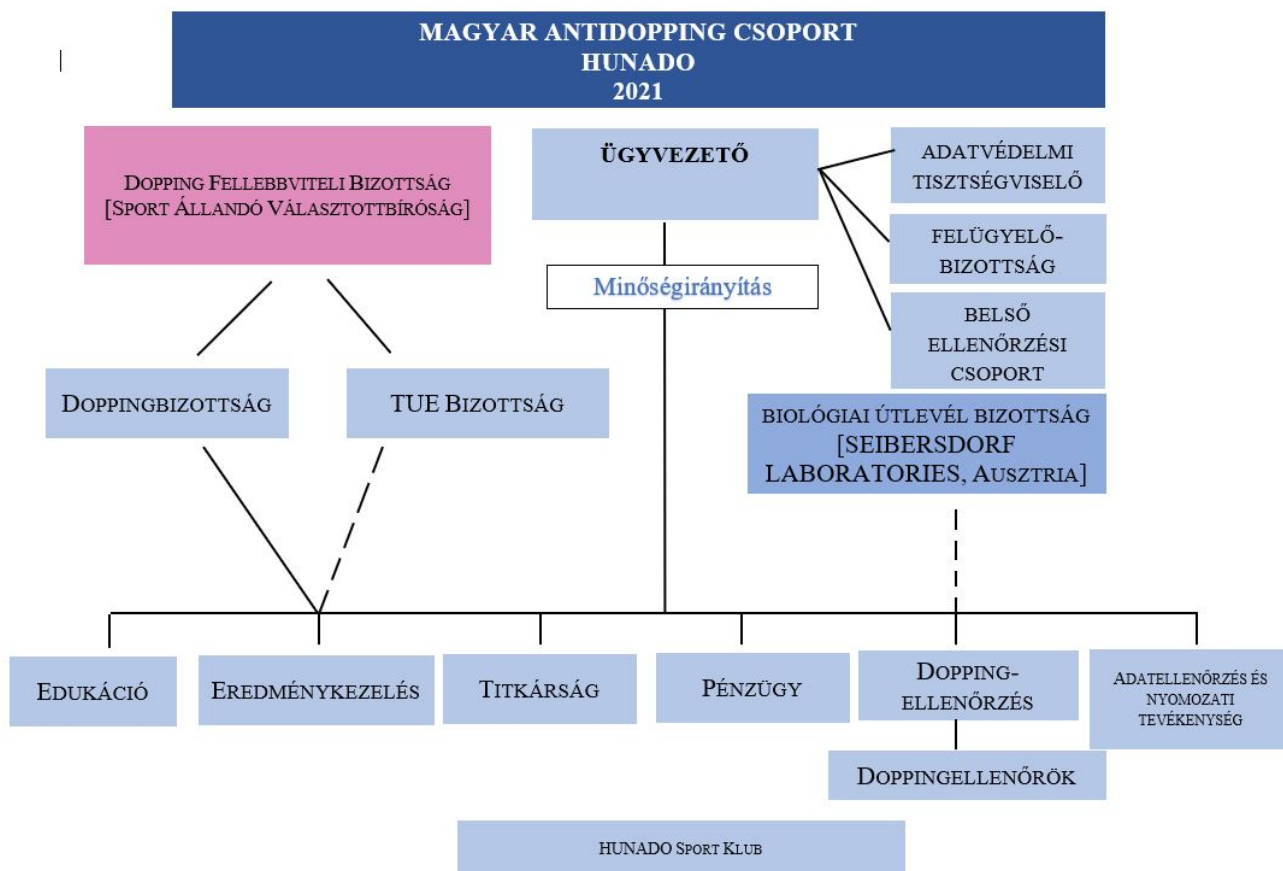 MAGYAR ANTIDOPPING CSOPORT
HUNADO
2021
DOPPING FELLEBBVITELI BIZOTTSÁG
[SPORT ÁLLANDÓ VÁLASZTOTTBÍRÓSÁG]
ÜGYVEZETŐ
ADATVÉDELMI
TISZTSÉGVISELŐ
FELÜGYELŐ-
BIZOTTSÁG
Minőségirányítás
BELSŐ
ELLENŐRZÉSI
CSOPORT
DOPPINGBIZOTTSÁG
TUE BIZOTTSÁG
BIOLÓGIAI ÚTLEVÉL BIZOTTSÁG
[SEIBERSDORF
LABORATORIES, AUSZTRIA]
EDUKÁCIÓ
EREDMÉNYKEZELÉS
TITKÁRSÁG
PÉNZÜGY
DOPPING-
ELLENŐRZÉS
ADATELLENŐRZÉS ÉS
NYOMOZATI
TEVÉKENYSÉG
DOPPINGELLENŐRÖK
HUNADO SPORT KLUB